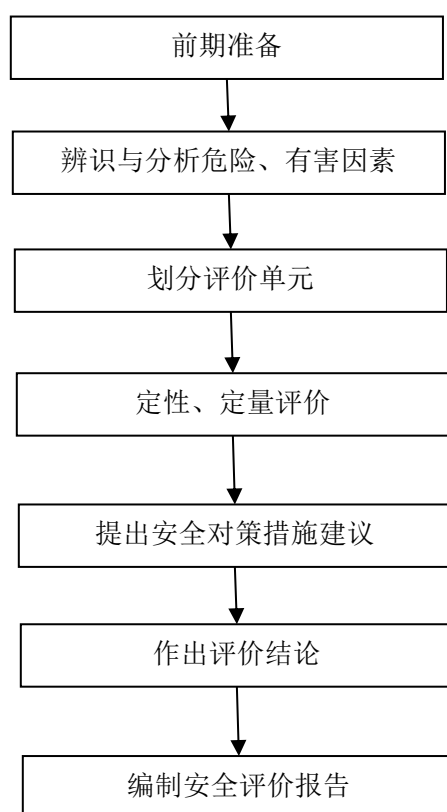 前期准备
辨识与分析危险、有害因素
划分评价单元
定性、定量评价
提出安全对策措施建议
作出评价结论
编制安全评价报告